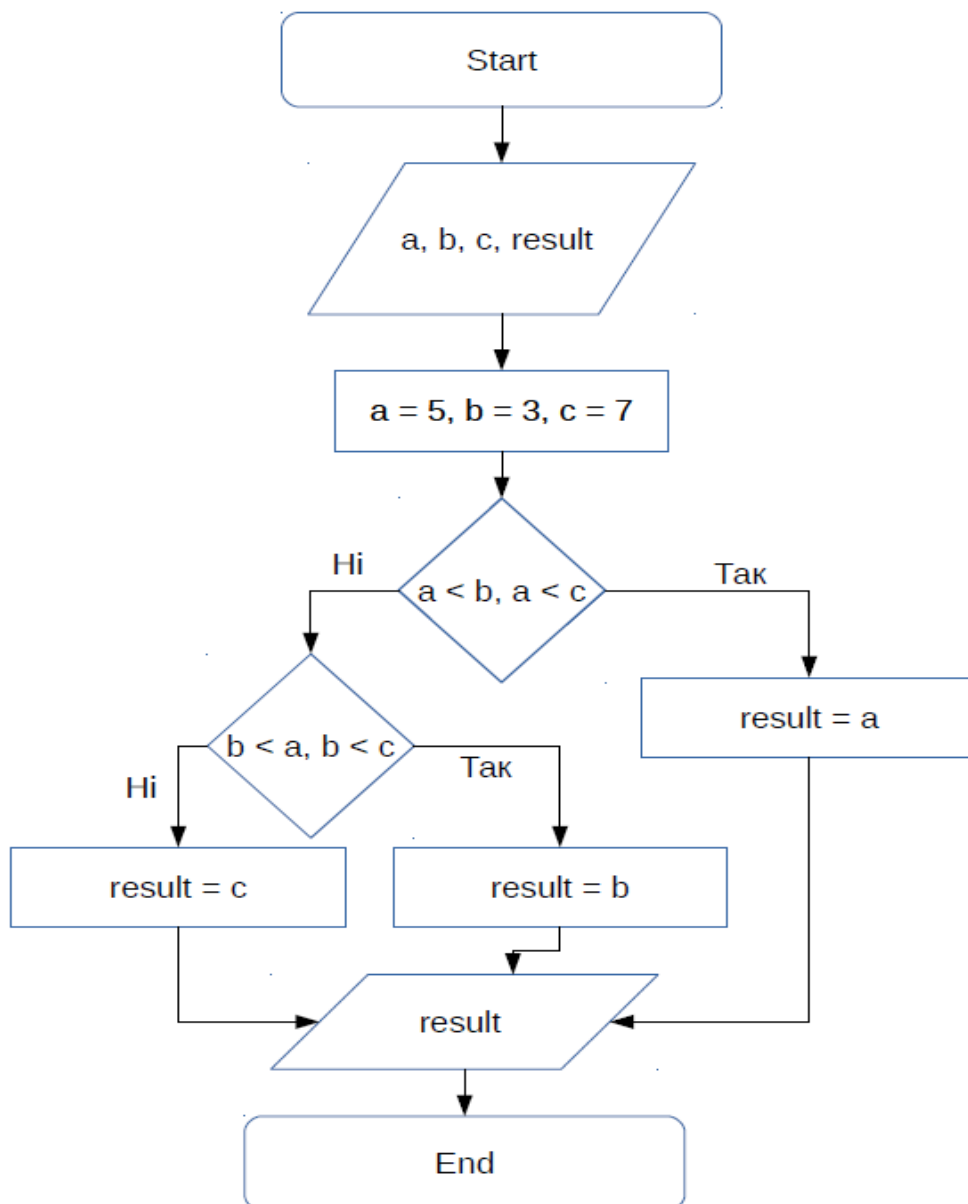 Start
a, b, c, result
a = 5, b = 3, c = 7
Ні
Так
a < b, a < c
result = a
b < a, b < c
Так
Ні
result = c
result = b
result
End